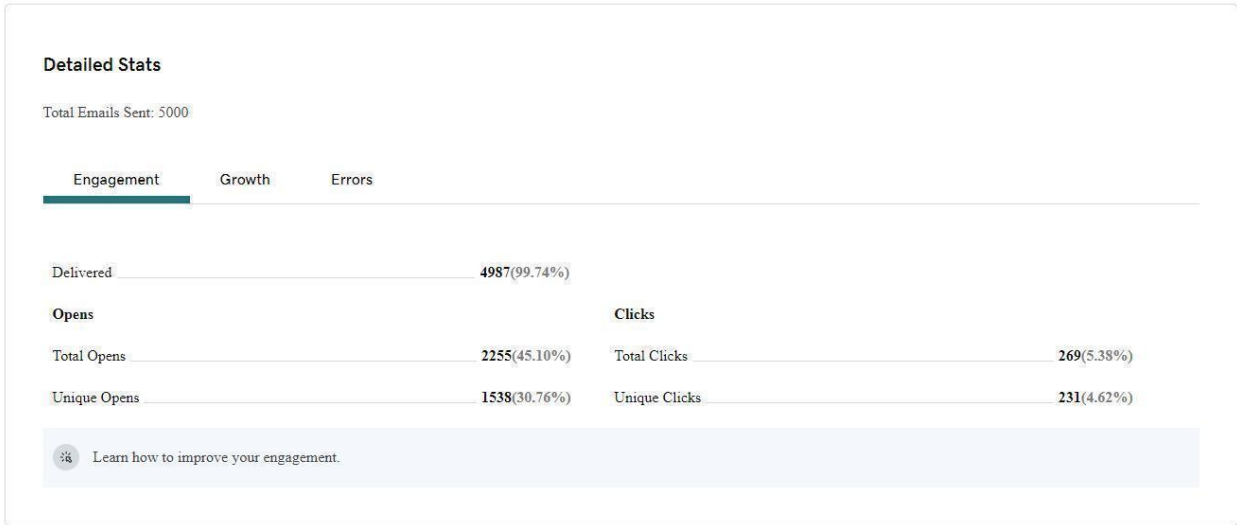 Detailed Stats
Total Emails Sent: 5000
Engagement Growth Errors
Delivered 4987(99.74%)
Opens Clicks
Total Opens 2255(45.10%) Total Clicks 269(5.38%)
Unique Opens 1538(30.76%) Unique Clicks 231(4.62%)
Learn how to improve your engagement.